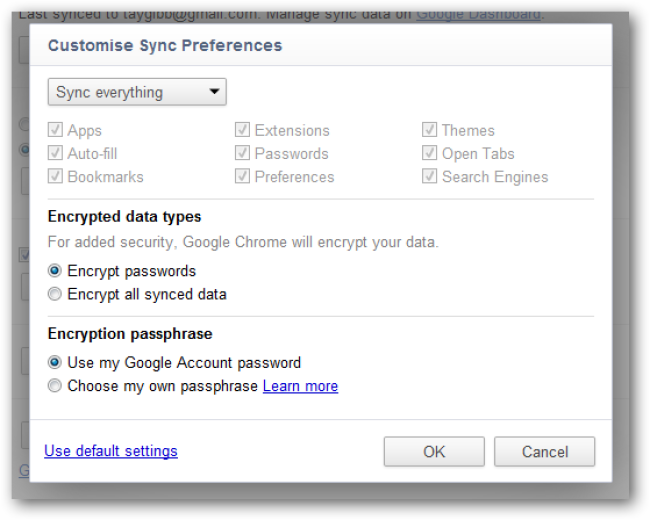 Last synced to taygibb@gmail.com. Manage sync data on Google Dashboard.
Customise Sync Preferences
Sync everything
Apps Extensions Themes
Auto-fill Passwords Open Tabs
Bookmarks Preferences Search Engines
Encrypted data types
For added security, Google Chrome will encrypt your data.
Encrypt passwords
Encrypt all synced data
Encryption passphrase
Use my Google Account password
Choose my own passphrase Learn more
Use default settings OK Cancel
G